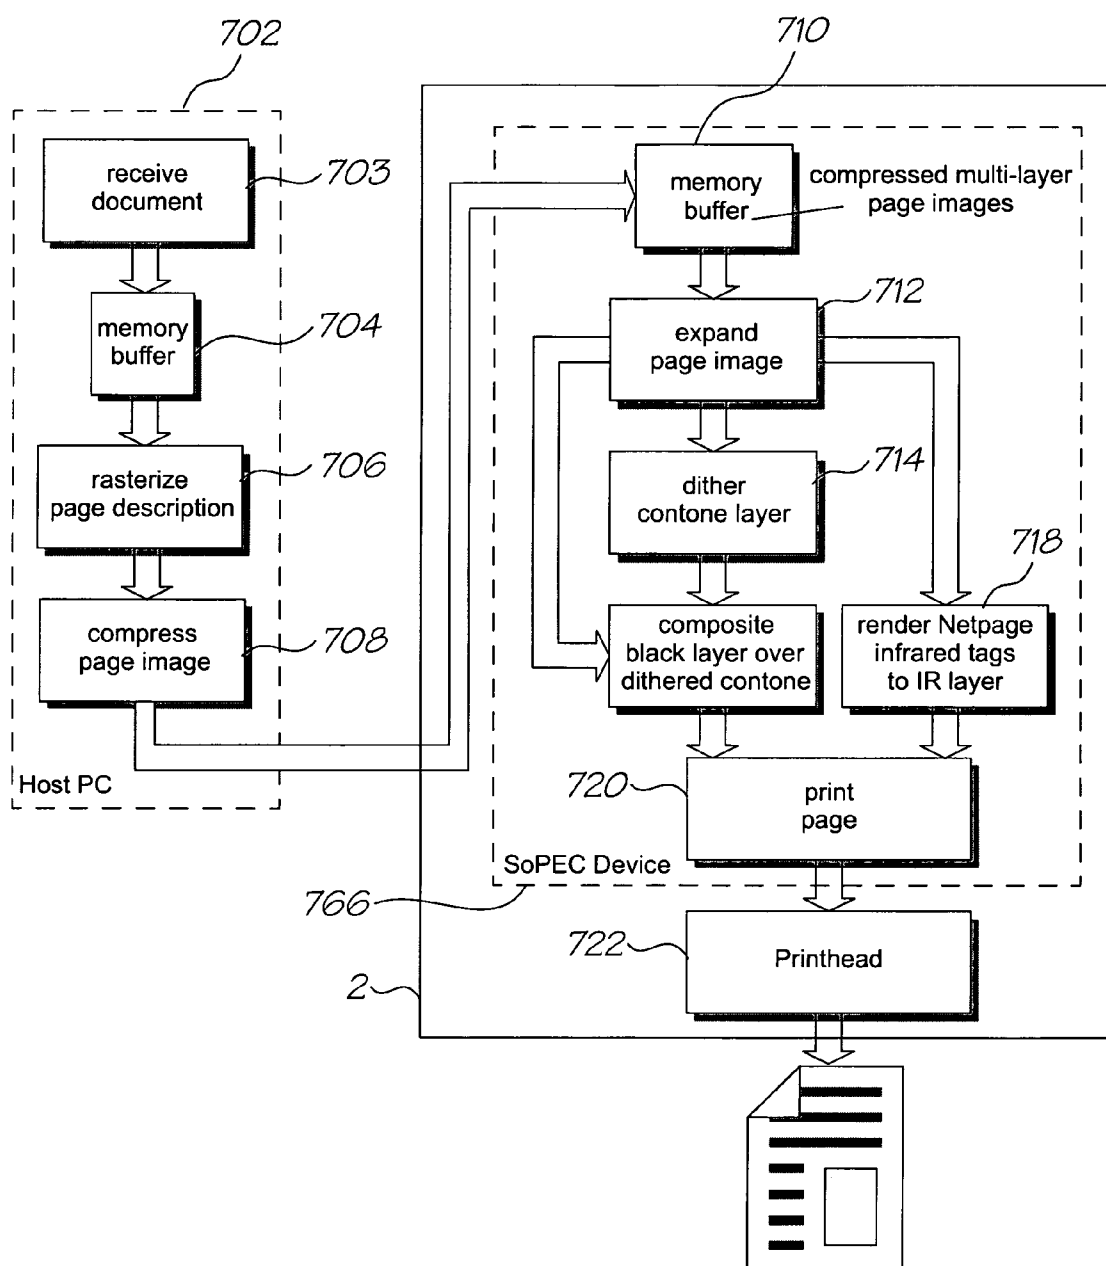 702
710
receive
document
703
memory
buffer
compressed multi-layer
page images
memory
buffer
704
expand
page image
712
rasterize
page description
706
dither
contone layer
714
compress
page image
708
composite
black layer over
dithered contone
718
render Netpage
infrared tags
to IR layer
Host PC
720
print
page
SoPEC Device
766
722
Printhead
2